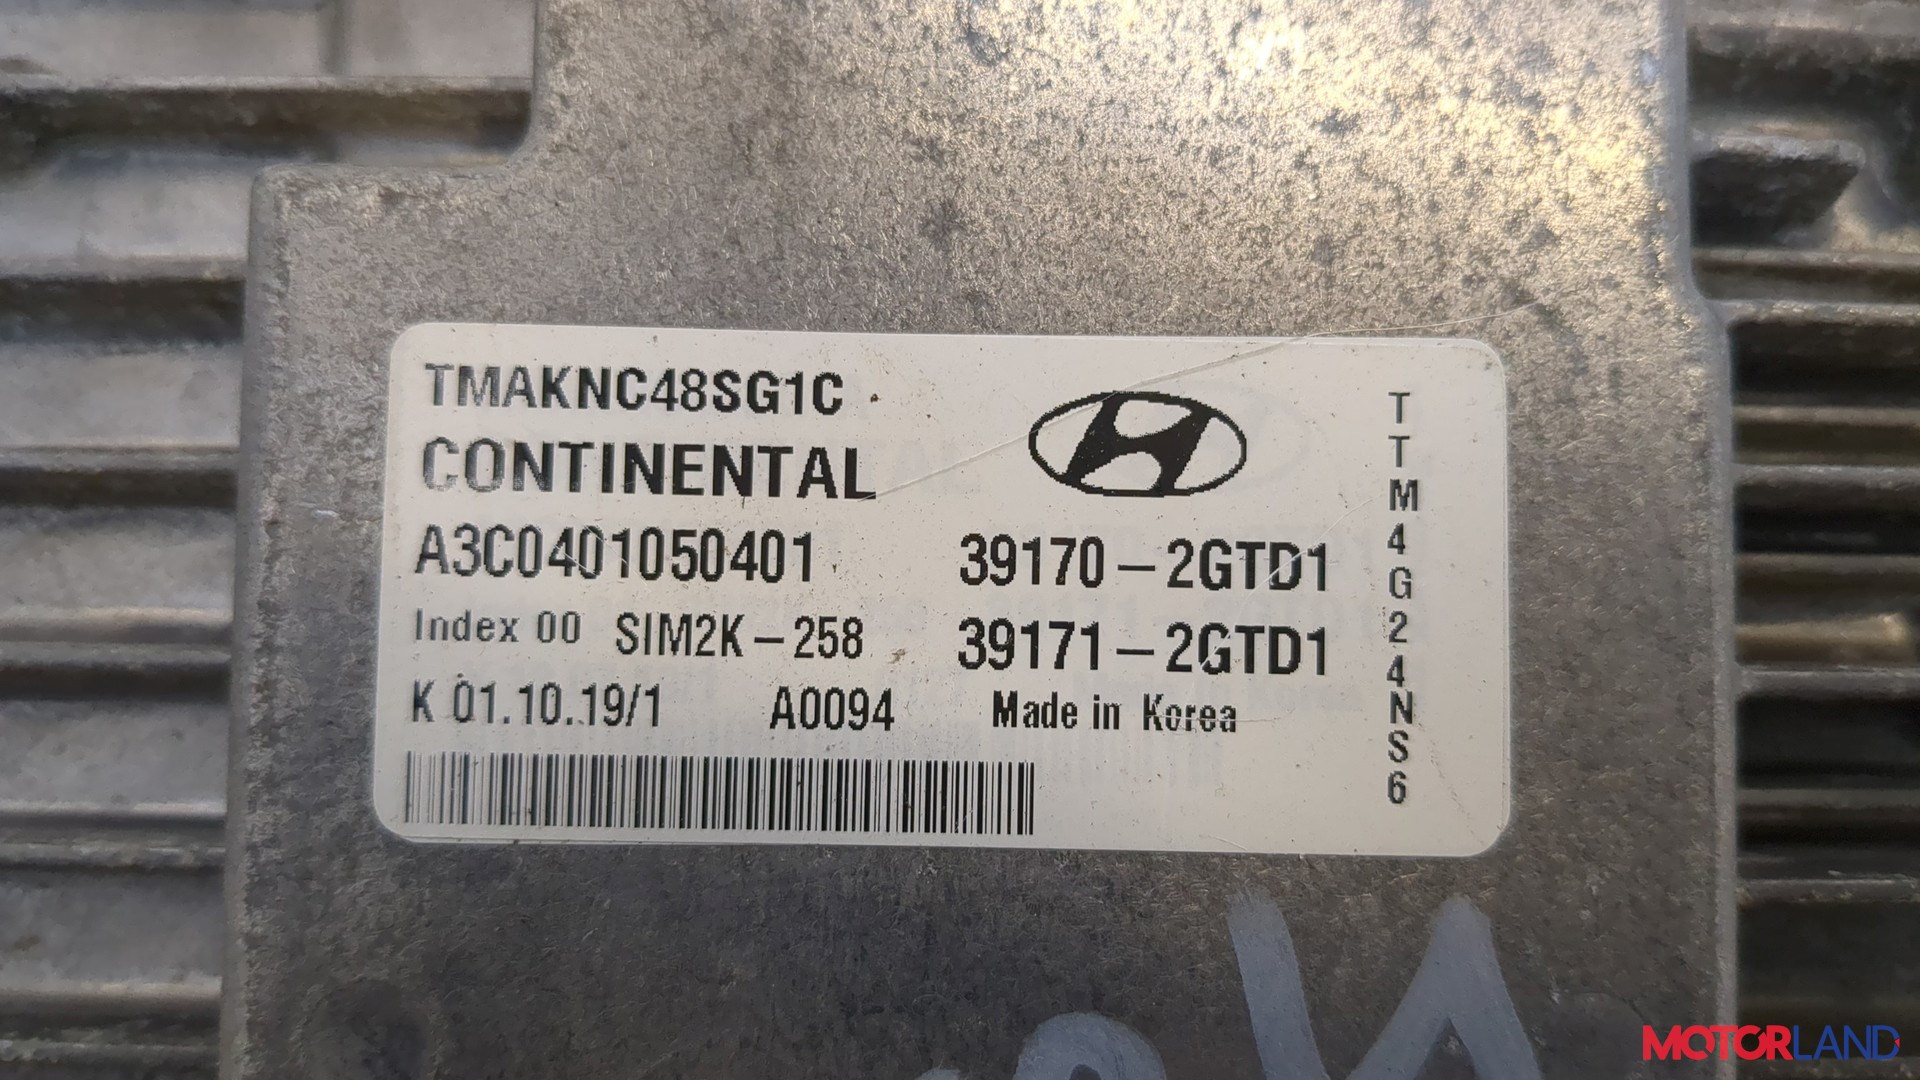 TMAKNC48SG1C
CONTINENTAL
A3C0401050401 39170-2GTD1
Index 00 SIM2K-258 39171-2GTD1
K 01.10.19/1 A0094 Made in Korea
TTM4G24NS6
MOTORLAND